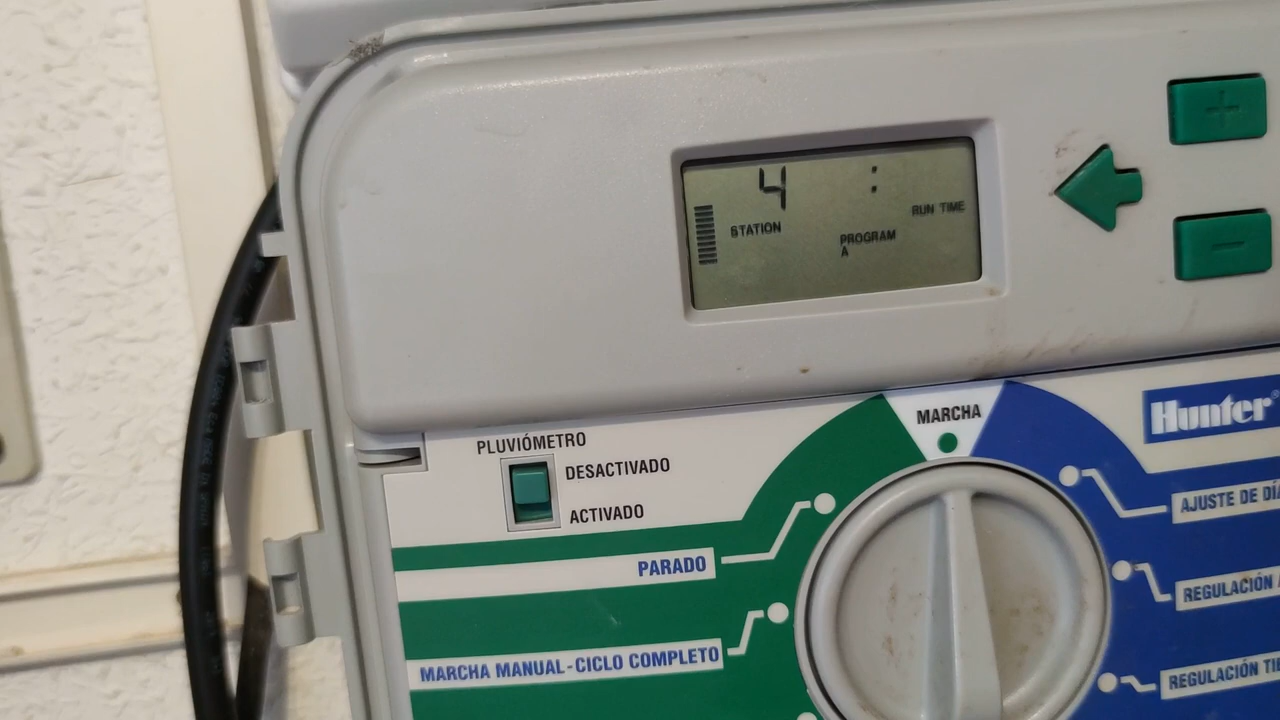 4 :
STATION
RUN TIME
PROGRAM
A
+
-
MARCHA
Hunter®
PLUVIÓMETRO
DESACTIVADO
ACTIVADO
AJUSTE DE DÍA
PARADO
REGULACIÓN
MARCHA MANUAL-CICLO COMPLETO
REGULACIÓN TIE